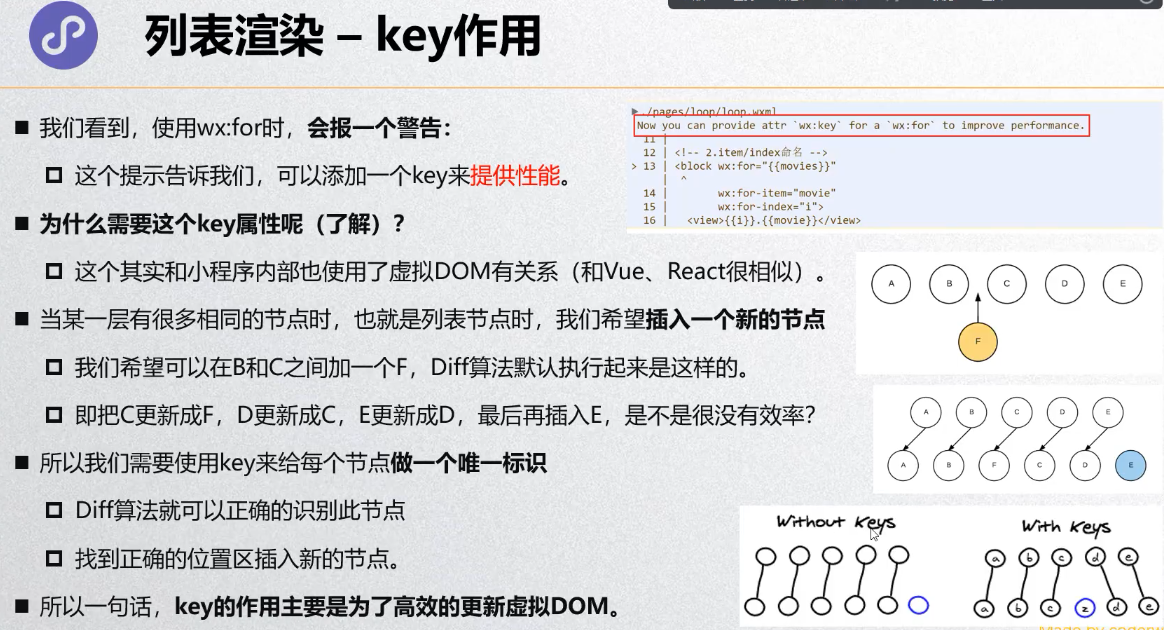 列表渲染 – key作用
我们看到，使用wx:for时，会报一个警告：
这个提示告诉我们，可以添加一个key来提供性能。
为什么需要这个key属性呢（了解）？
这个其实和小程序内部也使用了虚拟DOM有关系（和Vue、React很相似）。
当某一层有很多相同的节点时，也就是列表节点时，我们希望插入一个新的节点
我们希望可以在B和C之间加一个F，Diff算法默认执行起来是这样的。
即把C更新成F，D更新成C，E更新成D，最后再插入E，是不是很没有效率？
所以我们需要使用key来给每个节点做一个唯一标识
Diff算法就可以正确的识别此节点
找到正确的位置区插入新的节点。
所以一句话，key的作用主要是为了高效的更新虚拟DOM。
▶ ./pages/loop/loop.wxml
Now you can provide attr `wx:key` for a `wx:for` to improve performance.
11 |
12 | <!-- 2.item/index命名 -->
> 13 | <block wx:for="{{movies}}"
| ^
14 | wx:for-item="movie"
15 | wx:for-index="i">
16 | <view>{{i}}.{{movie}}</view>
A B C D E
F
A B C D E
A B F C D E
Without Keys
With Keys
a b c d e
a b c z d e